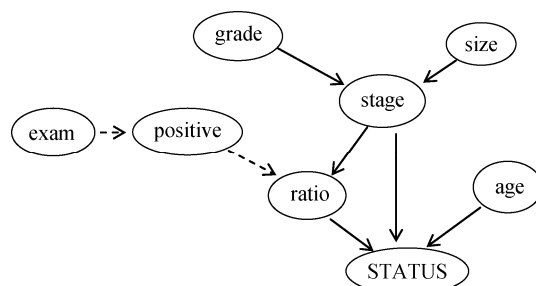 grade
size
stage
exam
positive
ratio
age
STATUS